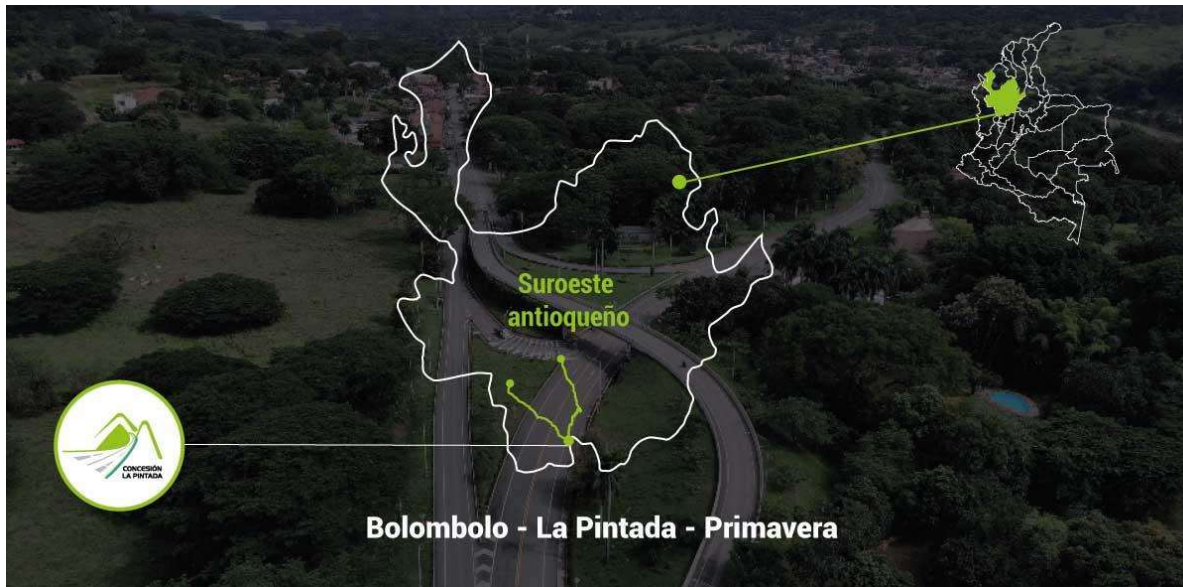 Suroeste
antioqueño
CONCESIÓN
LA PINTADA
Bolombolo - La Pintada - Primavera